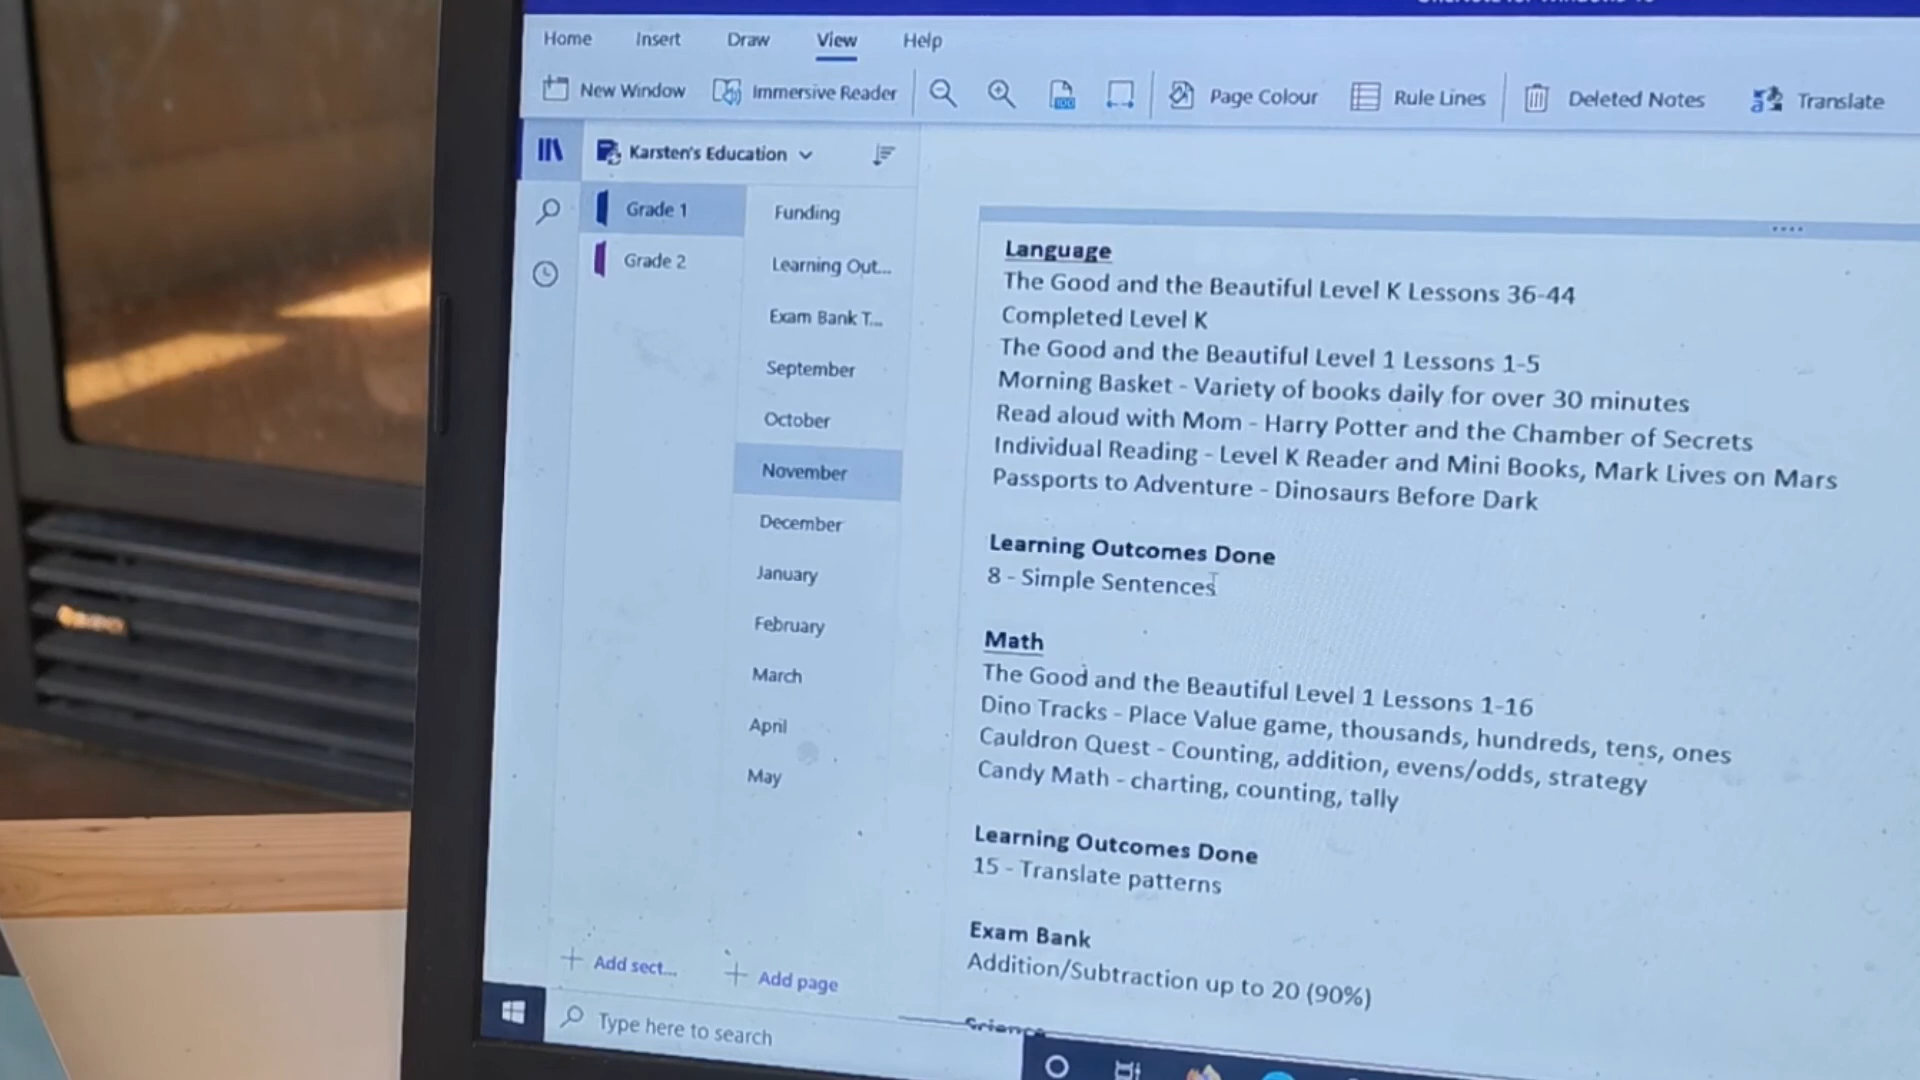 Home Insert Draw View Help
New Window Immersive Reader 100 Page Colour Rule Lines Deleted Notes Translate
Karsten's Education
Grade 1
Grade 2
Funding
Learning Out...
Exam Bank T...
September
October
November
December
January
February
March
April
May
Add sect...
Add page
Language
The Good and the Beautiful Level K Lessons 36-44
Completed Level K
The Good and the Beautiful Level 1 Lessons 1-5
Morning Basket - Variety of books daily for over 30 minutes
Read aloud with Mom - Harry Potter and the Chamber of Secrets
Individual Reading - Level K Reader and Mini Books, Mark Lives on Mars
Passports to Adventure - Dinosaurs Before Dark
Learning Outcomes Done
8 - Simple Sentences
Math
The Good and the Beautiful Level 1 Lessons 1-16
Dino Tracks - Place Value game, thousands, hundreds, tens, ones
Cauldron Quest - Counting, addition, evens/odds, strategy
Candy Math - charting, counting, tally
Learning Outcomes Done
15 - Translate patterns
Exam Bank
Addition/Subtraction up to 20 (90%)
Science
Type here to search